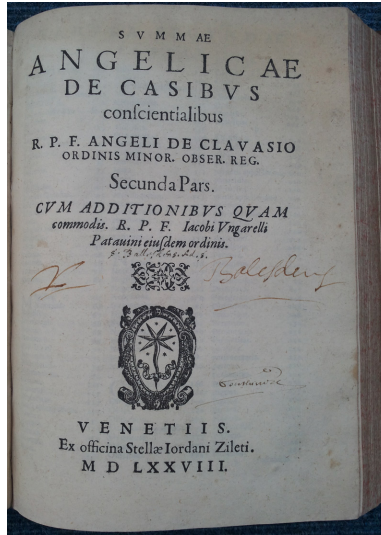 SVMMAE
ANGELICAE
DE CASIBVS
conſcientialibus
R. P. F. ANGELI DE CLAVASIO
ORDINIS MINOR. OBSER. REG.
Secunda Pars.
CVM ADDITIONIBVS QVAM
commodis. R. P. F. Iacobi Vngarelli
Patauini eiuſdem ordinis.
VENETIIS.
Ex officina Stellæ Iordani Zileti.
M D LXXVIII.